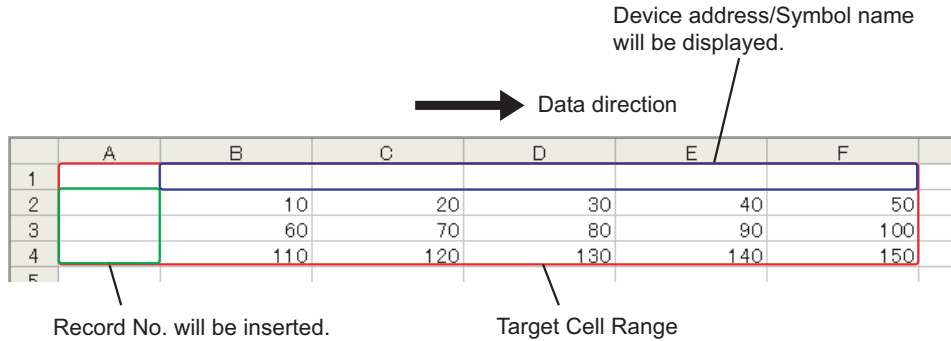 Device address/Symbol name
will be displayed.
Data direction
A B C D E F
1
2 10 20 30 40 50
3 60 70 80 90 100
4 110 120 130 140 150
5
Record No. will be inserted.
Target Cell Range